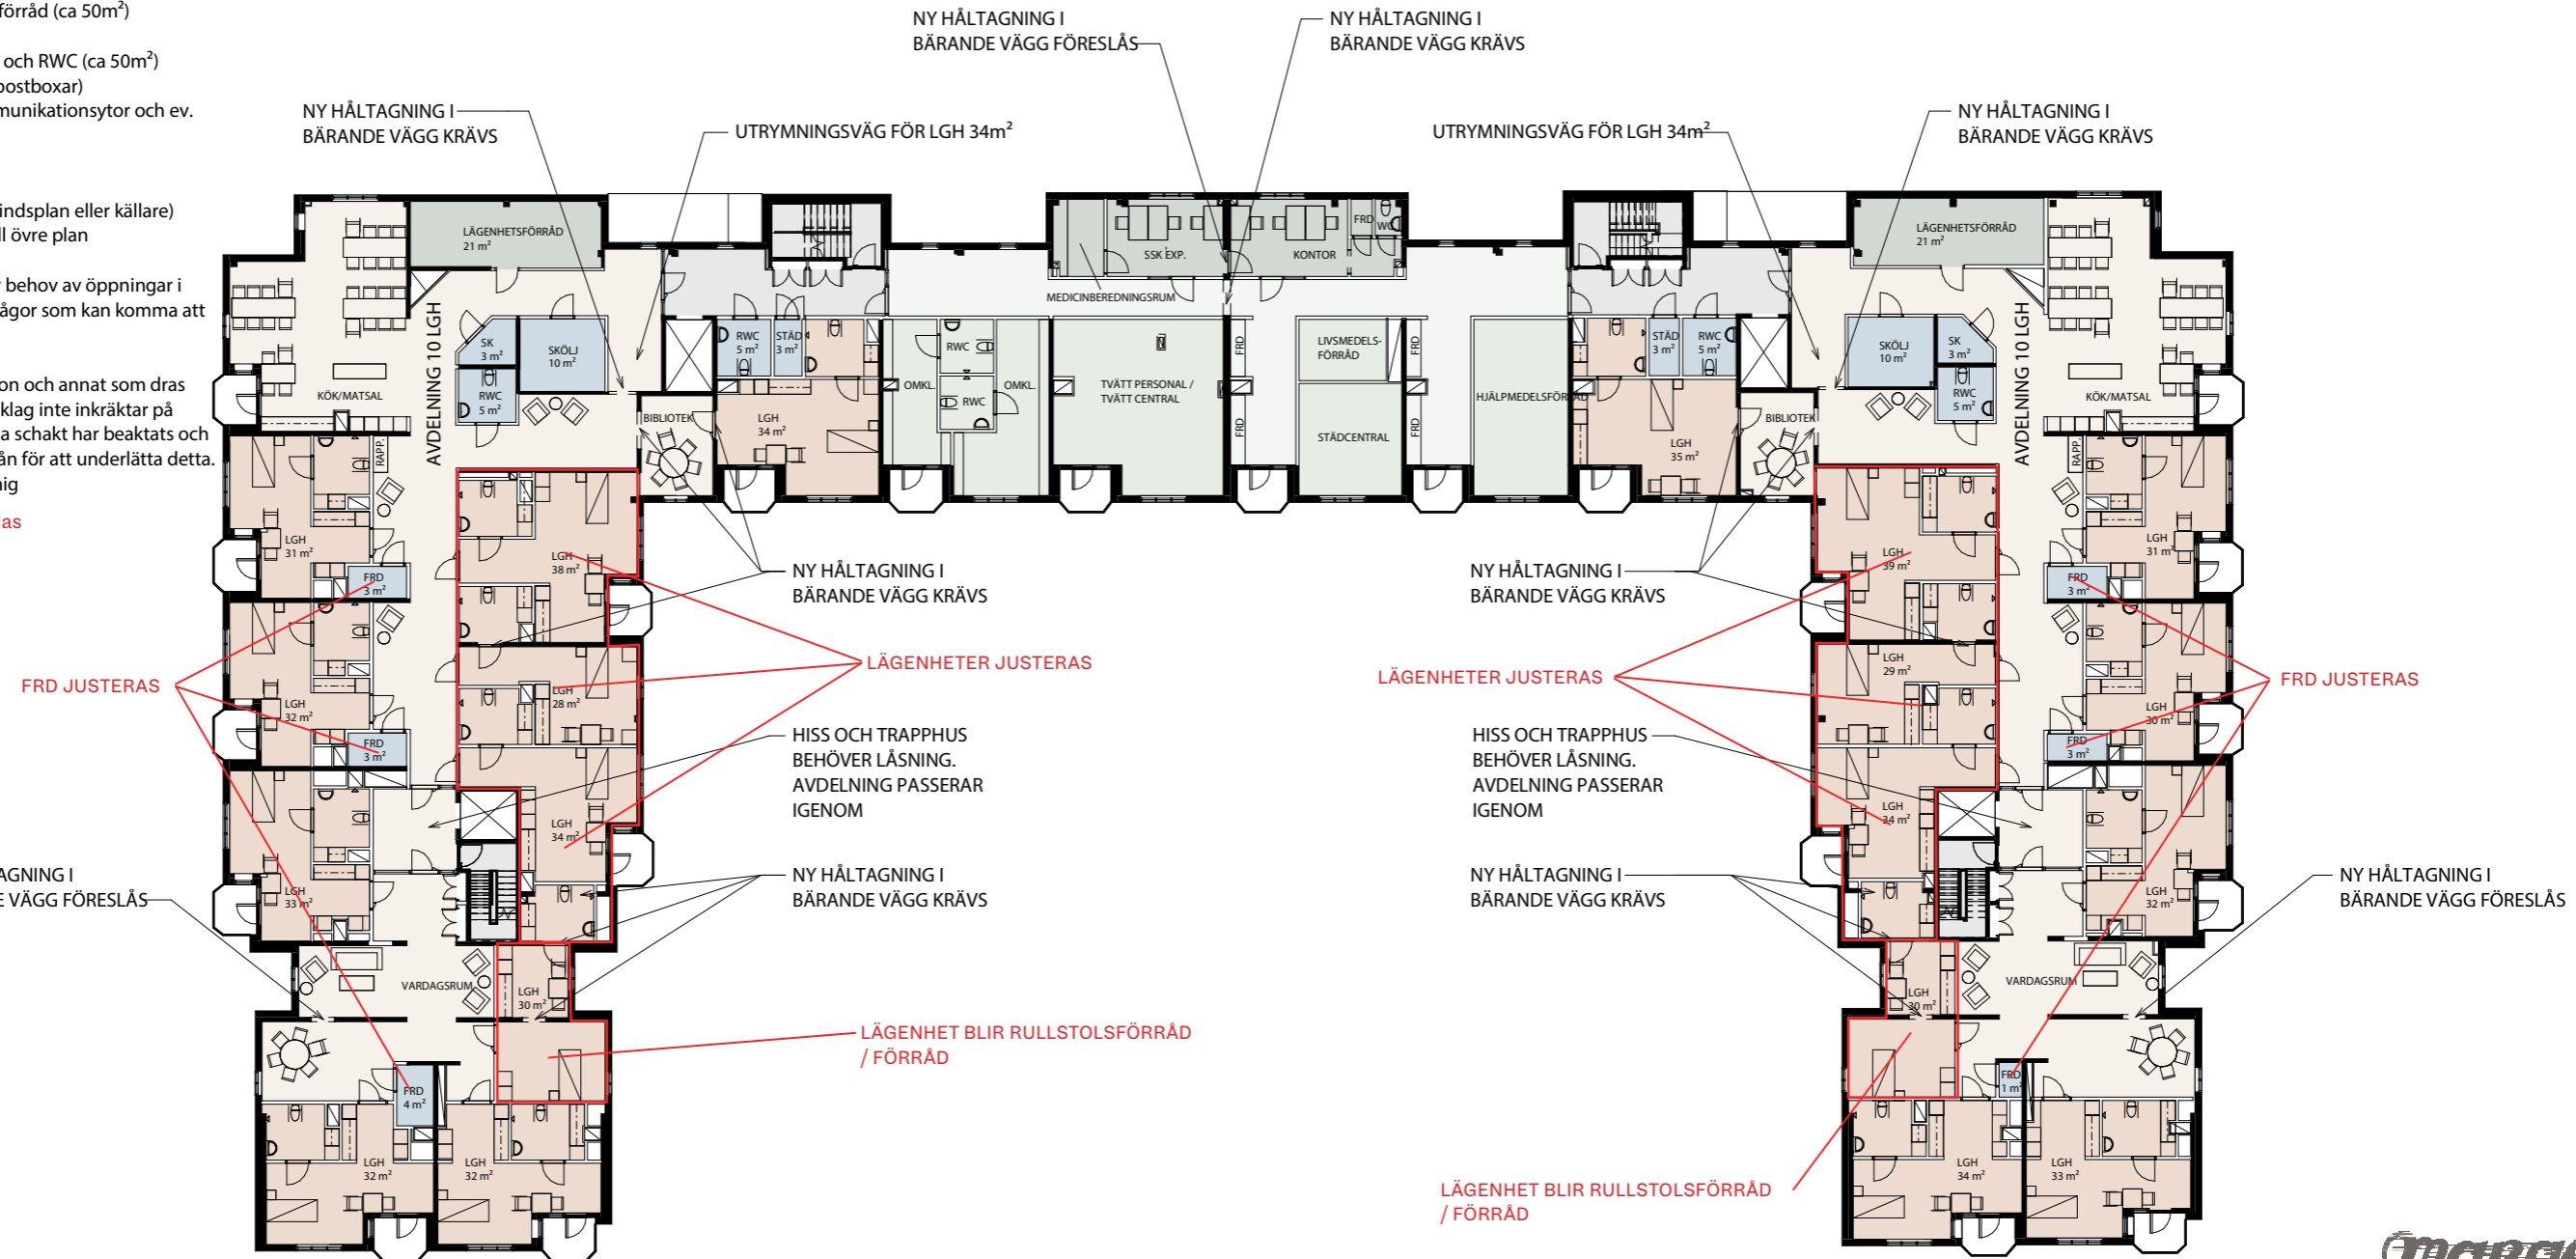 förråd (ca 50m²)
och RWC (ca 50m²)
postboxar)
munikationsytor och ev.
indsplan eller källare)
ll övre plan
r behov av öppningar i
ågor som kan komma att
on och annat som dras
klag inte inkräktar på
a schakt har beaktats och
ån för att underlätta detta.
nig
las
NY HÅLTAGNING I
BÄRANDE VÄGG FÖRESLÅS
NY HÅLTAGNING I
BÄRANDE VÄGG KRÄVS
NY HÅLTAGNING I
BÄRANDE VÄGG KRÄVS
UTRYMNINGSVÄG FÖR LGH 34m²
UTRYMNINGSVÄG FÖR LGH 34m²
NY HÅLTAGNING I
BÄRANDE VÄGG KRÄVS
LÄGENHETSFÖRRÅD
21 m²
SSK EXP.
KONTOR
FRD
WC
MEDICINBEREDNINGSRUM
LÄGENHETSFÖRRÅD
21 m²
AVDELNING 10 LGH
KÖK/MATSAL
SK
3 m²
SKÖLJ
10 m²
RWC
5 m²
RWC
5 m²
STÄD
3 m²
BIBLIOTEK
LGH
34 m²
OMKL.
RWC
RWC
OMKL.
TVÄTT PERSONAL /
TVÄTT CENTRAL
FRD
FRD
LIVSMEDELS-
FÖRRÅD
STÄDCENTRAL
FRD
FRD
HJÄLPMEDELSFÖRRÅD
STÄD
3 m²
RWC
5 m²
LGH
35 m²
BIBLIOTEK
SKÖLJ
10 m²
SK
3 m²
RWC
5 m²
AVDELNING 10 LGH
KÖK/MATSAL
RAPP.
LGH
31 m²
FRD
3 m²
LGH
38 m²
NY HÅLTAGNING I
BÄRANDE VÄGG KRÄVS
NY HÅLTAGNING I
BÄRANDE VÄGG KRÄVS
LGH
39 m²
RAPP.
LGH
31 m²
FRD
3 m²
FRD JUSTERAS
LGH
32 m²
FRD
3 m²
LGH
28 m²
LÄGENHETER JUSTERAS
LÄGENHETER JUSTERAS
LGH
29 m²
LGH
30 m²
FRD
3 m²
FRD JUSTERAS
HISS OCH TRAPPHUS
BEHÖVER LÅSNING.
AVDELNING PASSERAR
IGENOM
HISS OCH TRAPPHUS
BEHÖVER LÅSNING.
AVDELNING PASSERAR
IGENOM
LGH
34 m²
LGH
34 m²
LGH
33 m²
LGH
32 m²
AGNING I
E VÄGG FÖRESLÅS
NY HÅLTAGNING I
BÄRANDE VÄGG KRÄVS
NY HÅLTAGNING I
BÄRANDE VÄGG KRÄVS
NY HÅLTAGNING I
BÄRANDE VÄGG FÖRESLÅS
VARDAGSRUM
LGH
30 m²
LGH
30 m²
VARDAGSRUM
LÄGENHET BLIR RULLSTOLSFÖRRÅD
/ FÖRRÅD
FRD
4 m²
FRD
1 m²
LGH
32 m²
LGH
32 m²
LGH
34 m²
LGH
33 m²
LÄGENHET BLIR RULLSTOLSFÖRRÅD
/ FÖRRÅD